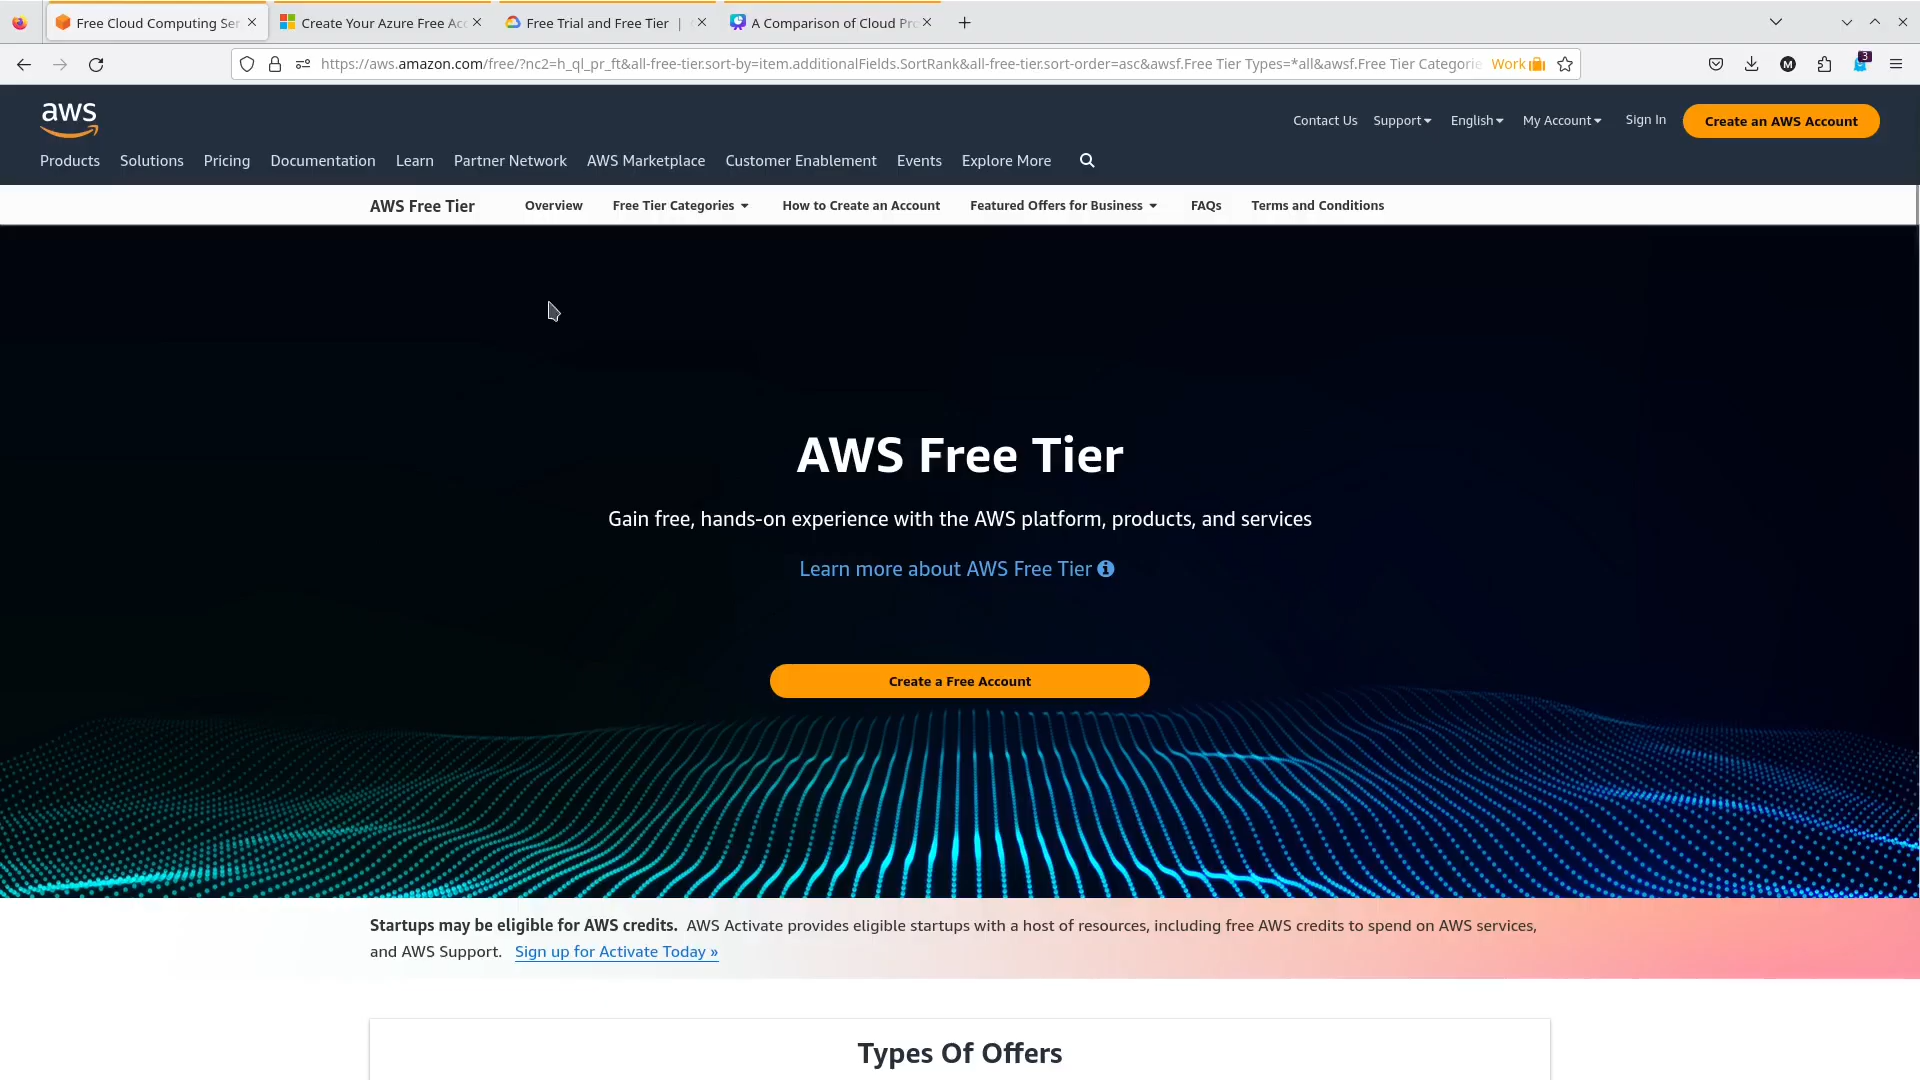 Free Cloud Computing Ser
Create Your Azure Free Acc
Free Trial and Free Tier |
A Comparison of Cloud Pro
https://aws.amazon.com/free/?nc2=h_ql_pr_ft&all-free-tier.sort-by=item.additionalFields.SortRank&all-free-tier.sort-order=asc&awsf.Free Tier Types=*all&awsf.Free Tier Categorie
Work
M
3
aws
Contact Us
Support
English
My Account
Sign In
Create an AWS Account
Products
Solutions
Pricing
Documentation
Learn
Partner Network
AWS Marketplace
Customer Enablement
Events
Explore More
AWS Free Tier
Overview
Free Tier Categories
How to Create an Account
Featured Offers for Business
FAQs
Terms and Conditions
AWS Free Tier
Gain free, hands-on experience with the AWS platform, products, and services
Learn more about AWS Free Tier
Create a Free Account
Startups may be eligible for AWS credits. AWS Activate provides eligible startups with a host of resources, including free AWS credits to spend on AWS services,
and AWS Support. Sign up for Activate Today »
Types Of Offers